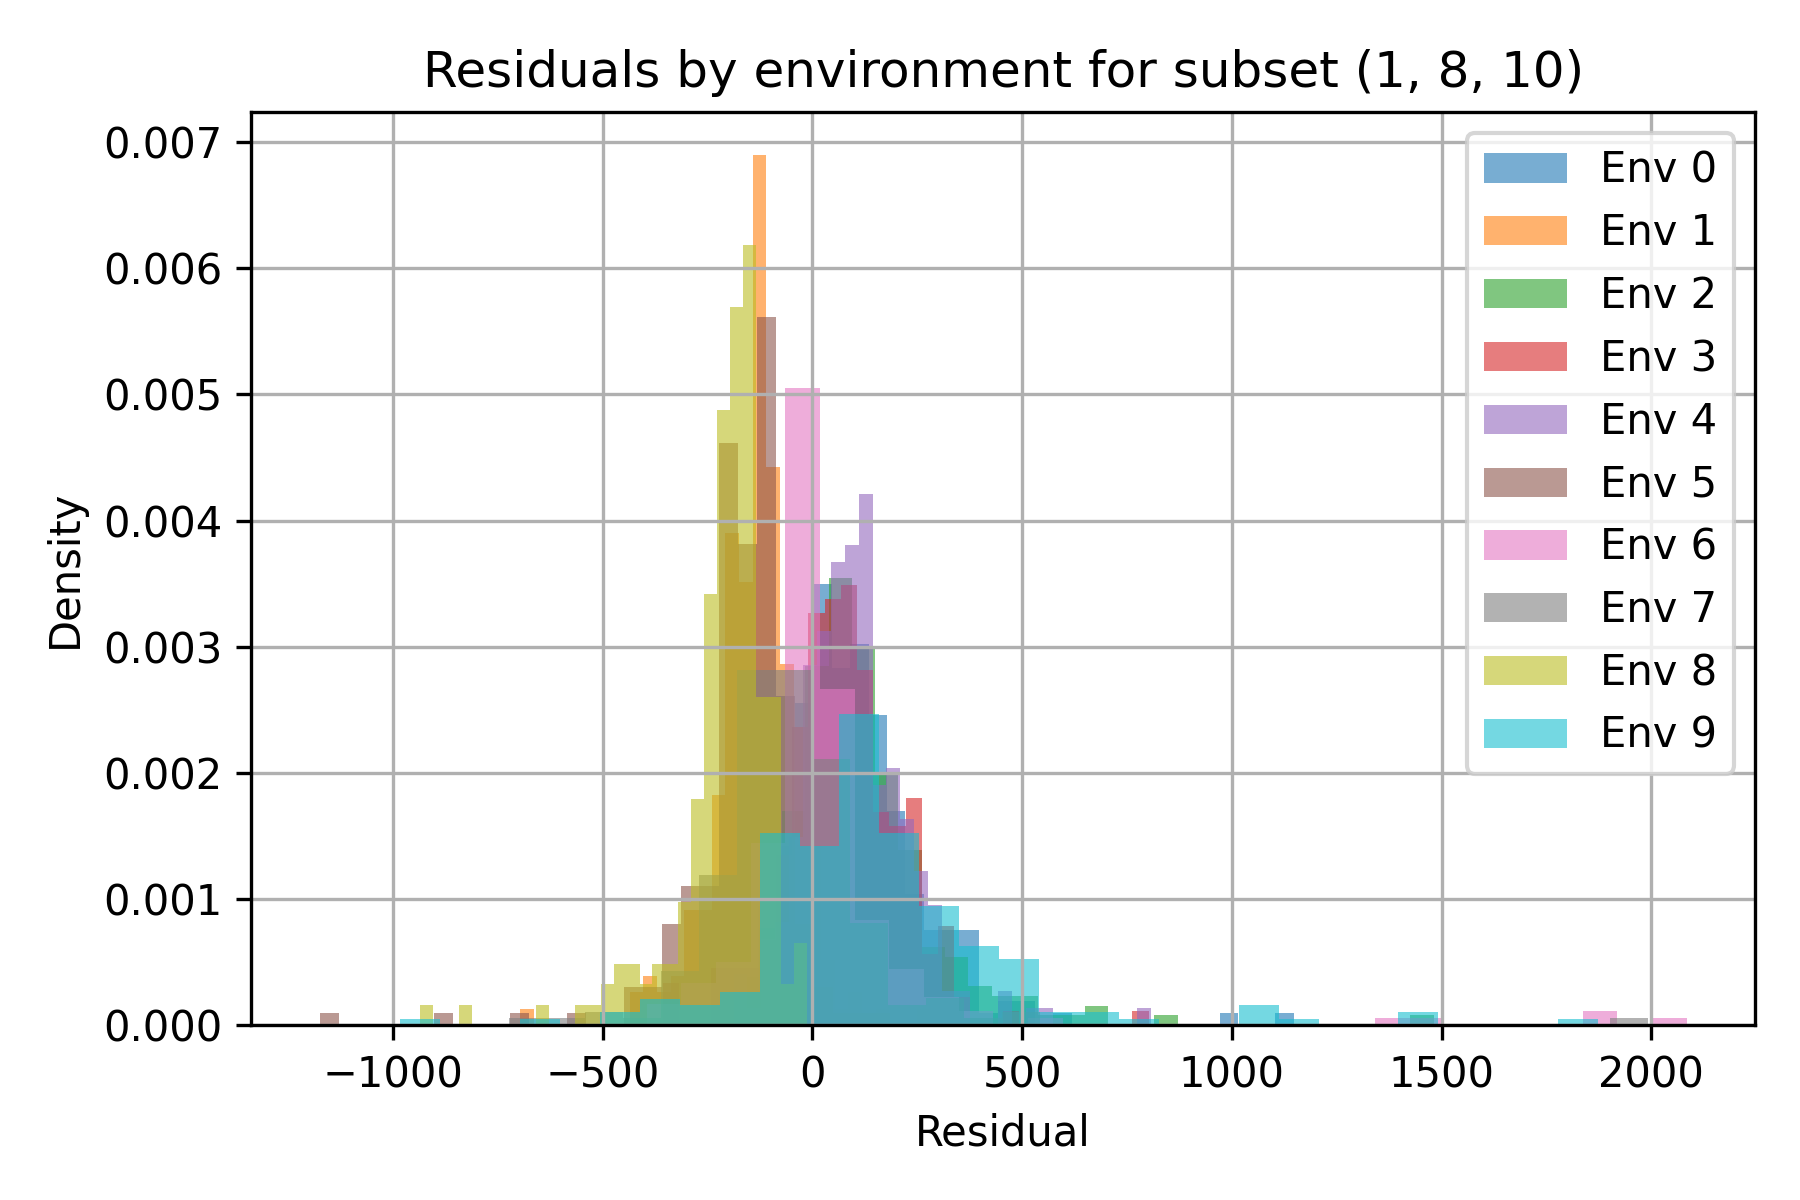 Residuals by environment for subset (1, 8, 10)
0.007
0.006
0.005
0.004
0.003
0.002
0.001
0.000
Density
−1000
−500
0
500
1000
1500
2000
Residual
Env 0
Env 1
Env 2
Env 3
Env 4
Env 5
Env 6
Env 7
Env 8
Env 9